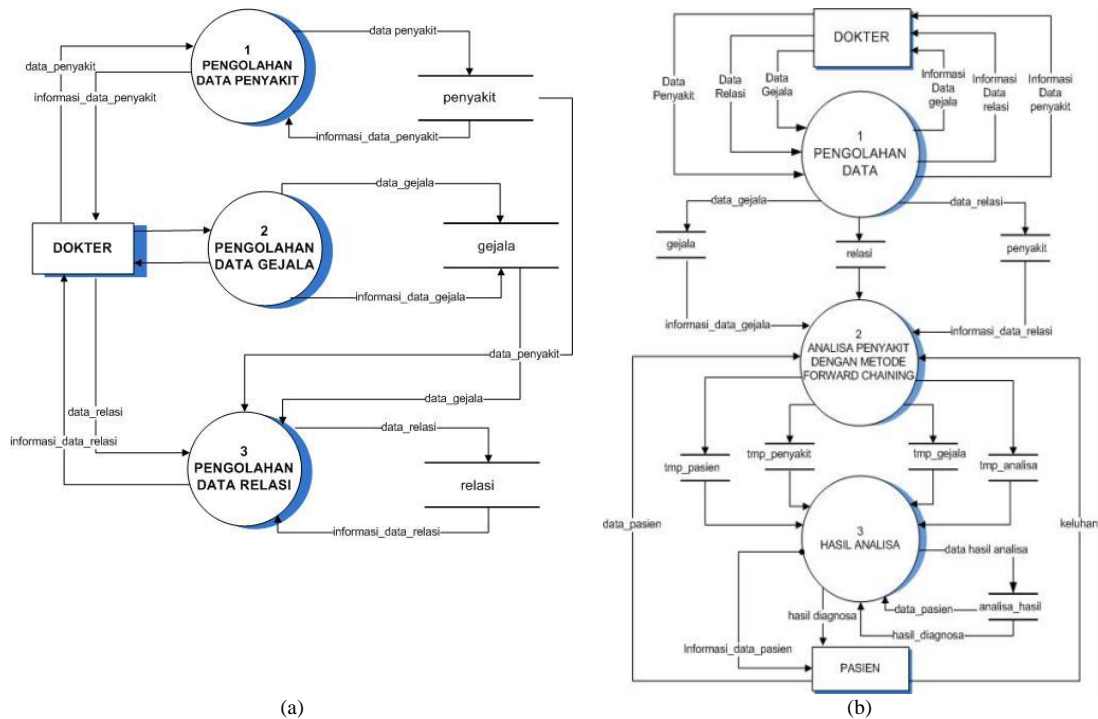 1
PENGOLAHAN
DATA PENYAKIT
data penyakit
data_penyakit
informasi_data_penyakit
penyakit
informasi_data_penyakit
data_gejala
DOKTER
2
PENGOLAHAN
DATA GEJALA
gejala
informasi_data_gejala
data_penyakit
data_gejala
data_relasi
data_relasi
informasi_data_relasi
3
PENGOLAHAN
DATA RELASI
relasi
informasi_data_relasi
(a)
DOKTER
Data
Penyakit
Data
Relasi
Data
Gejala
Informasi
Data
gejala
Informasi
Data
relasi
Informasi
Data
penyakit
1
PENGOLAHAN
DATA
data_gejala
data_relasi
gejala
relasi
penyakit
informasi_data_gejala
informasi_data_relasi
2
ANALISA PENYAKIT
DENGAN METODE
FORWARD CHAINING
tmp_pasien
tmp_penyakit
tmp_gejala
tmp_analisa
data_pasien
keluhan
3
HASIL ANALISA
data hasil analisa
data_pasien
analisa_hasil
hasil diagnosa
hasil_diagnosa
Informasi_data_pasien
PASIEN
(b)